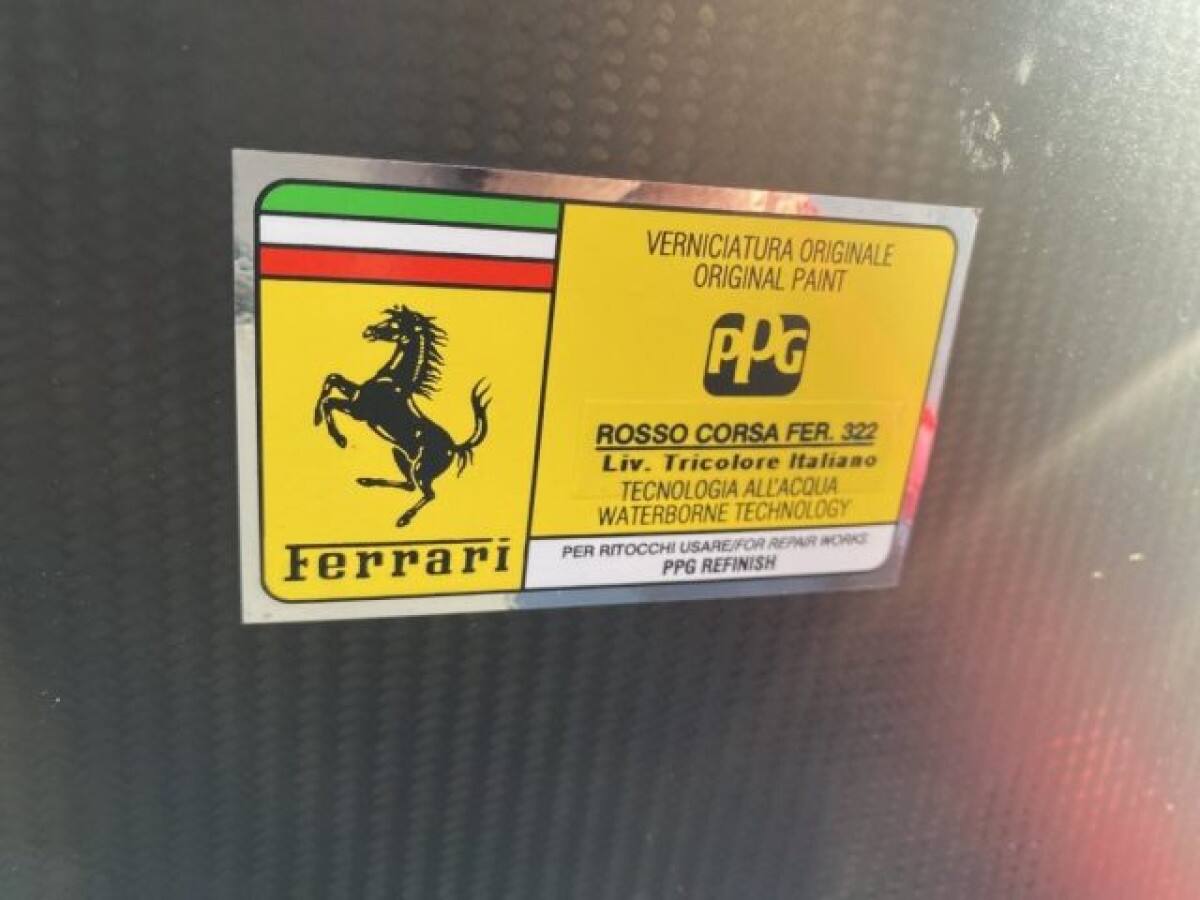 Ferrari
VERNICIATURA ORIGINALE
ORIGINAL PAINT
PPG
ROSSO CORSA FER. 322
Liv. Tricolore Italiano
TECNOLOGIA ALL'ACQUA
WATERBORNE TECHNOLOGY
PER RITOCCHI USARE/FOR REPAIR WORKS
PPG REFINISH